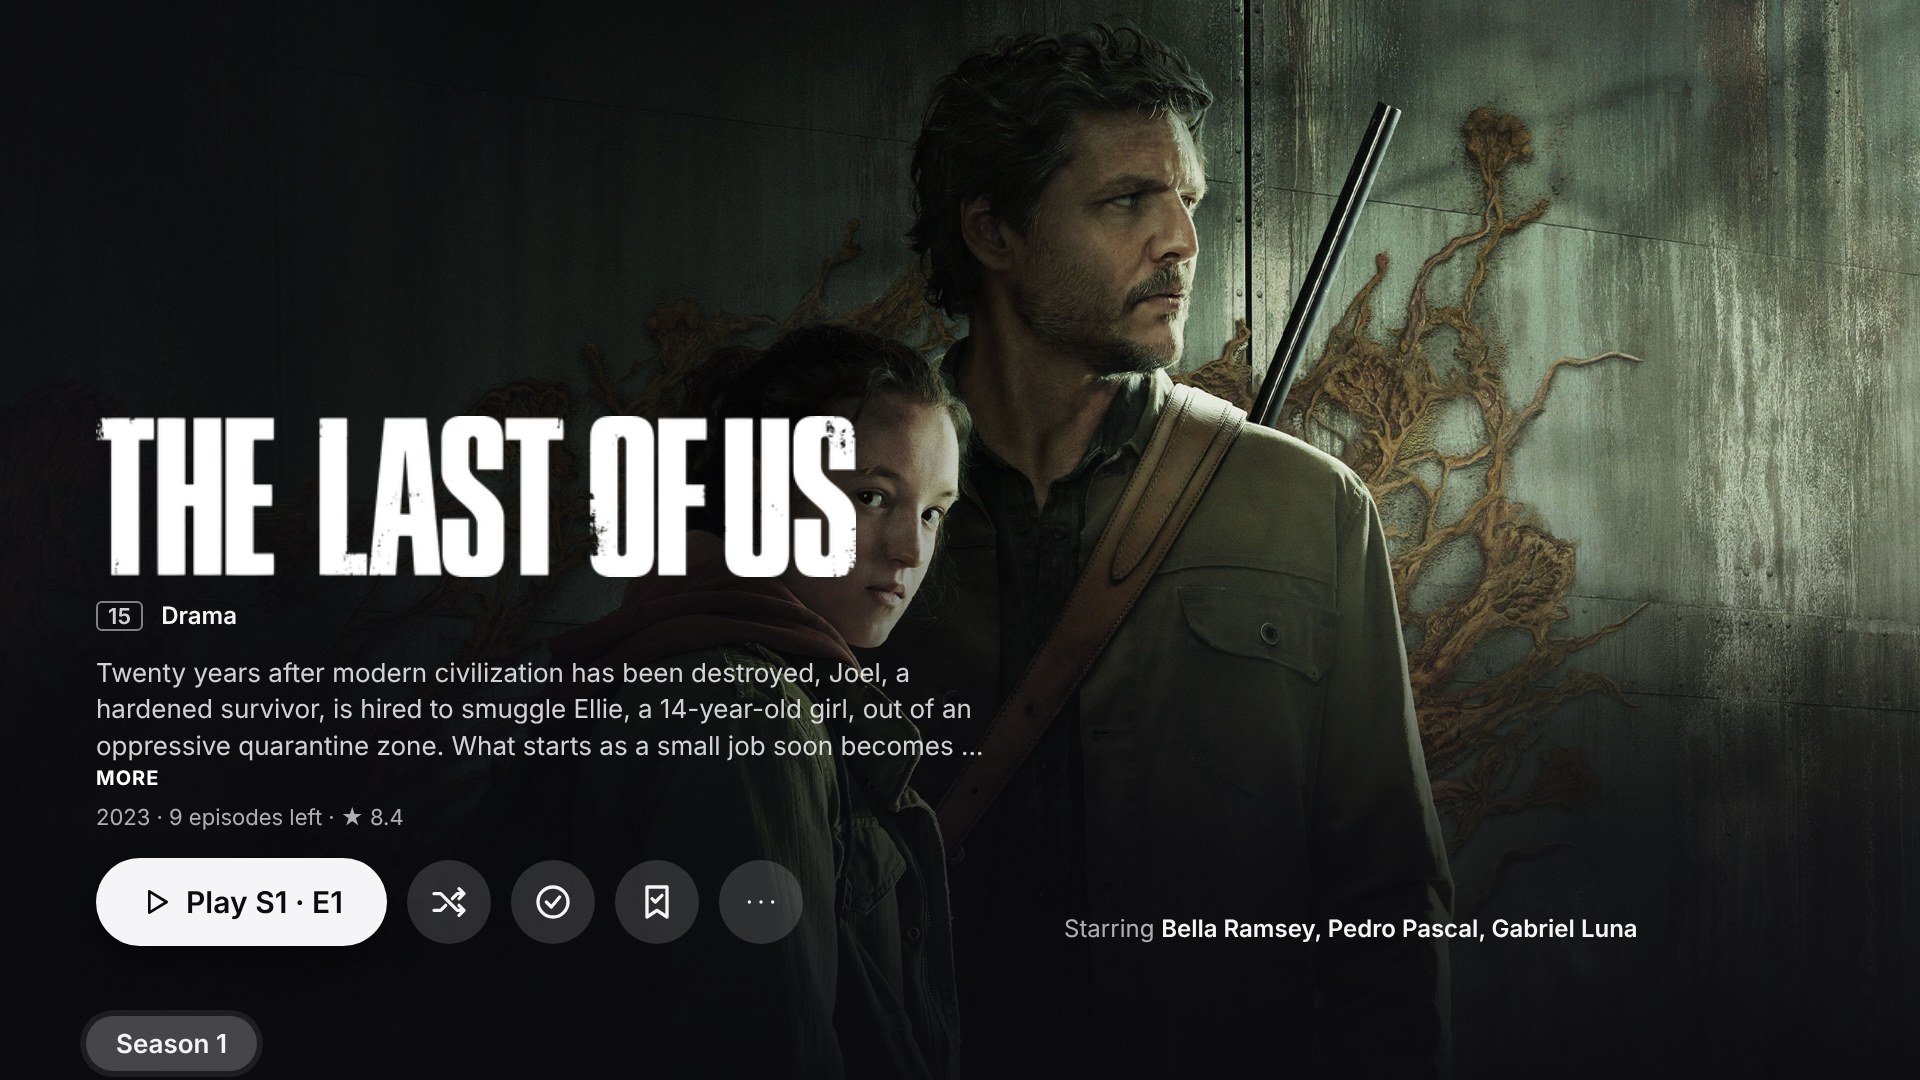 THE LAST OF US
15 Drama
Twenty years after modern civilization has been destroyed, Joel, a
hardened survivor, is hired to smuggle Ellie, a 14-year-old girl, out of an
oppressive quarantine zone. What starts as a small job soon becomes ...
MORE
2023 · 9 episodes left · ★ 8.4
Play S1 · E1
Starring Bella Ramsey, Pedro Pascal, Gabriel Luna
Season 1